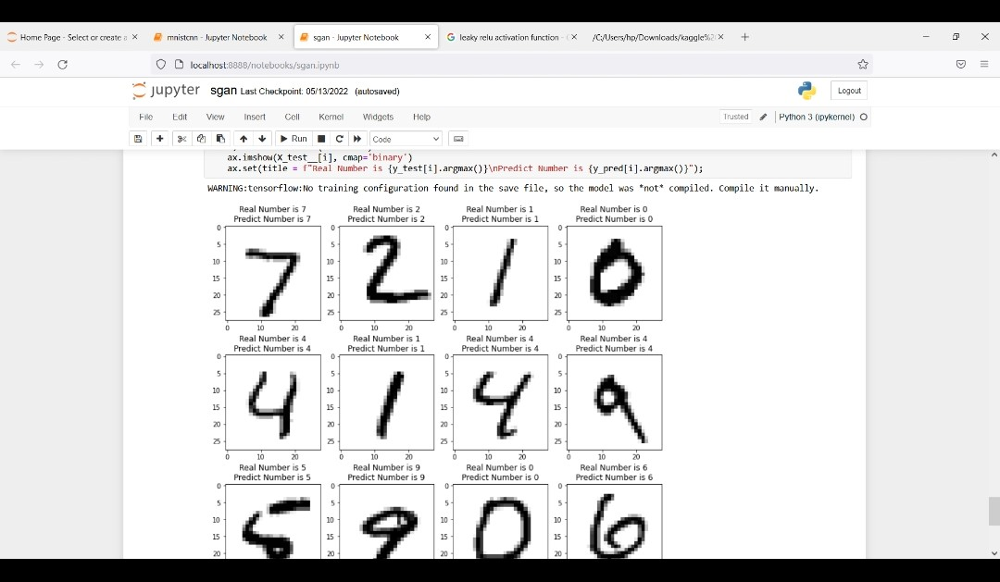 Home Page - Select or create a
mnistcnn - Jupyter Notebook
sgan - Jupyter Notebook
leaky relu activation function -
/C:/Users/hp/Downloads/kaggle%2
localhost:8888/notebooks/sgan.ipynb
jupyter sgan Last Checkpoint: 05/13/2022 (autosaved)
Logout
File Edit View Insert Cell Kernel Widgets Help
Trusted Python 3 (ipykernel)
Run Code
ax.imshow(X_test__[i], cmap='binary')
ax.set(title = f"Real Number is {y_test[i].argmax()}\nPredict Number is {y_pred[i].argmax()}");
WARNING:tensorflow:No training configuration found in the save file, so the model was *not* compiled. Compile it manually.
Real Number is 7 Real Number is 2 Real Number is 1 Real Number is 0
Predict Number is 7 Predict Number is 2 Predict Number is 1 Predict Number is 0
0 0 0 0
5 5 5 5
10 10 10 10
15 15 15 15
20 20 20 20
25 25 25 25
7 2 1 0
0 10 20 0 10 20 0 10 20 0 10 20
Real Number is 4 Real Number is 1 Real Number is 4 Real Number is 4
Predict Number is 4 Predict Number is 1 Predict Number is 4 Predict Number is 4
0 0 0 0
5 5 5 5
10 10 10 10
15 15 15 15
20 20 20 20
25 25 25 25
4 1 4 9
0 10 20 0 10 20 0 10 20 0 10 20
Real Number is 5 Real Number is 9 Real Number is 0 Real Number is 6
Predict Number is 5 Predict Number is 9 Predict Number is 0 Predict Number is 6
0 0 0 0
5 5 5 5
10 10 10 10
15 15 15 15
20 20 20 20
5 9 0 6